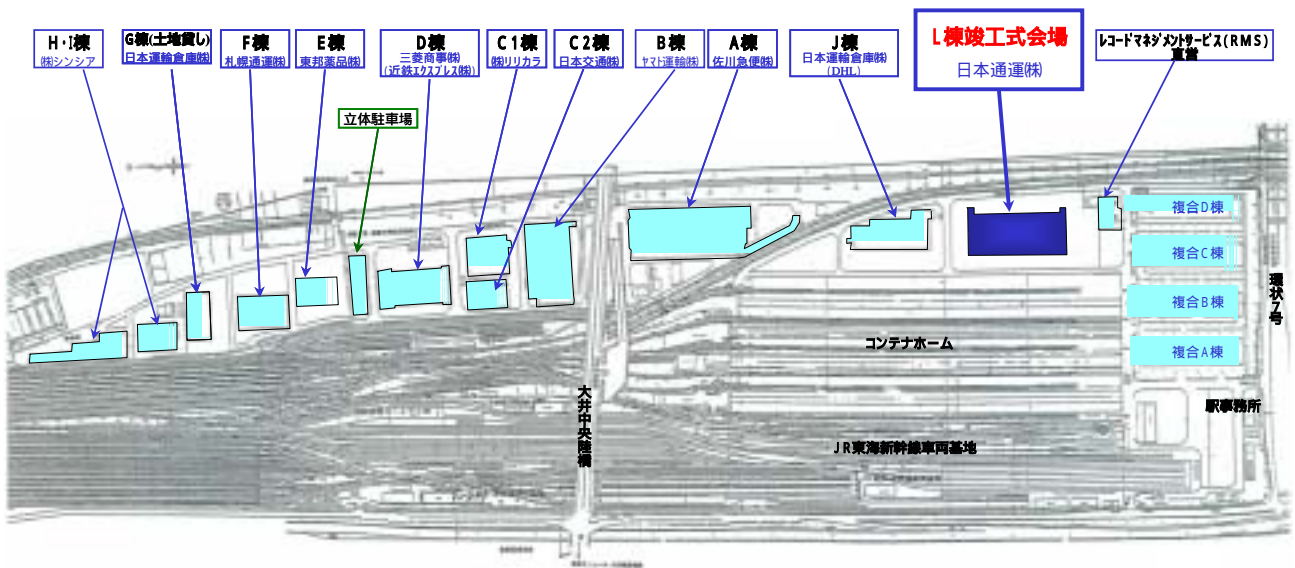 H・I棟
㈱シンシア
G棟(土地貸し)
日本運輸倉庫㈱
F棟
札幌通運㈱
E棟
東邦薬品㈱
D棟
三菱商事㈱
(近鉄エクスプレス㈱)
C1棟
㈱リリカラ
C2棟
日本交通㈱
B棟
ヤマト運輸㈱
A棟
佐川急便㈱
J棟
日本運輸倉庫㈱
(DHL)
L棟竣工式会場
日本通運㈱
レコードマネジメントサービス(RMS)
直営
立体駐車場
複合D棟
複合C棟
複合B棟
複合A棟
環状7号
コンテナホーム
大井中央陸橋
駅事務所
JR東海新幹線車両基地